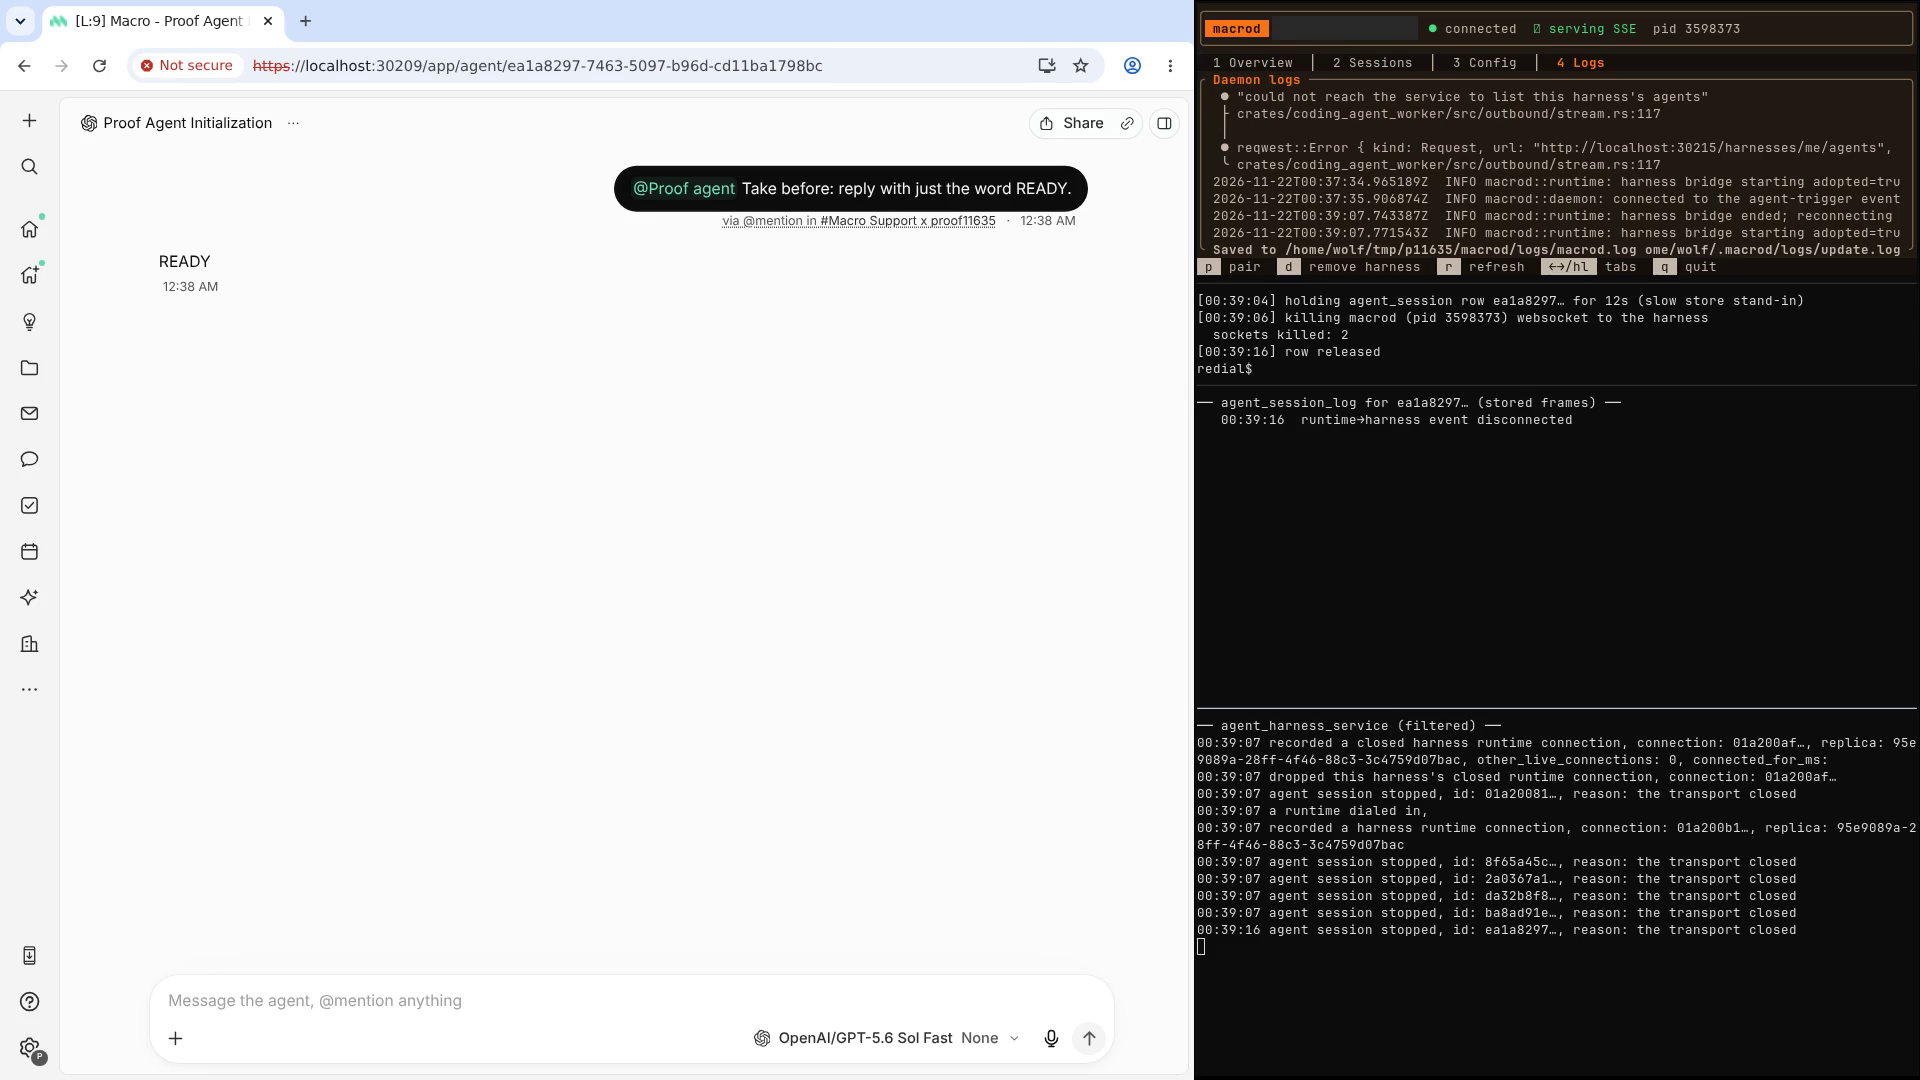 [L:9] Macro - Proof Agent
Not secure
https://localhost:30209/app/agent/ea1a8297-7463-5097-b96d-cd11ba1798bc
Proof Agent Initialization ...
Share
@Proof agent Take before: reply with just the word READY.
via @mention in #Macro Support x proof11635 · 12:38 AM
READY
12:38 AM
Message the agent, @mention anything
OpenAI/GPT-5.6 Sol Fast None
P
macrod
connected
serving SSE
pid 3598373
1 Overview │ 2 Sessions │ 3 Config │ 4 Logs
Daemon logs
● "could not reach the service to list this harness's agents"
├ crates/coding_agent_worker/src/outbound/stream.rs:117
│
● reqwest::Error { kind: Request, url: "http://localhost:30215/harnesses/me/agents",
╰ crates/coding_agent_worker/src/outbound/stream.rs:117
2026-11-22T00:37:34.965189Z  INFO macrod::runtime: harness bridge starting adopted=tru
2026-11-22T00:37:35.906874Z  INFO macrod::daemon: connected to the agent-trigger event
2026-11-22T00:39:07.743387Z  INFO macrod::runtime: harness bridge ended; reconnecting
2026-11-22T00:39:07.771543Z  INFO macrod::runtime: harness bridge starting adopted=tru
Saved to /home/wolf/tmp/p11635/macrod/logs/macrod.log ome/wolf/.macrod/logs/update.log
p pair  d remove harness  r refresh  ↔/hl tabs  q quit
[00:39:04] holding agent_session row ea1a8297… for 12s (slow store stand-in)
[00:39:06] killing macrod (pid 3598373) websocket to the harness
sockets killed: 2
[00:39:16] row released
redial$
── agent_session_log for ea1a8297… (stored frames) ──
00:39:16  runtime→harness event disconnected
── agent_harness_service (filtered) ──
00:39:07 recorded a closed harness runtime connection, connection: 01a200af…, replica: 95e
9089a-28ff-4f46-88c3-3c4759d07bac, other_live_connections: 0, connected_for_ms:
00:39:07 dropped this harness's closed runtime connection, connection: 01a200af…
00:39:07 agent session stopped, id: 01a20081…, reason: the transport closed
00:39:07 a runtime dialed in,
00:39:07 recorded a harness runtime connection, connection: 01a200b1…, replica: 95e9089a-2
8ff-4f46-88c3-3c4759d07bac
00:39:07 agent session stopped, id: 8f65a45c…, reason: the transport closed
00:39:07 agent session stopped, id: 2a0367a1…, reason: the transport closed
00:39:07 agent session stopped, id: da32b8f8…, reason: the transport closed
00:39:07 agent session stopped, id: ba8ad91e…, reason: the transport closed
00:39:16 agent session stopped, id: ea1a8297…, reason: the transport closed